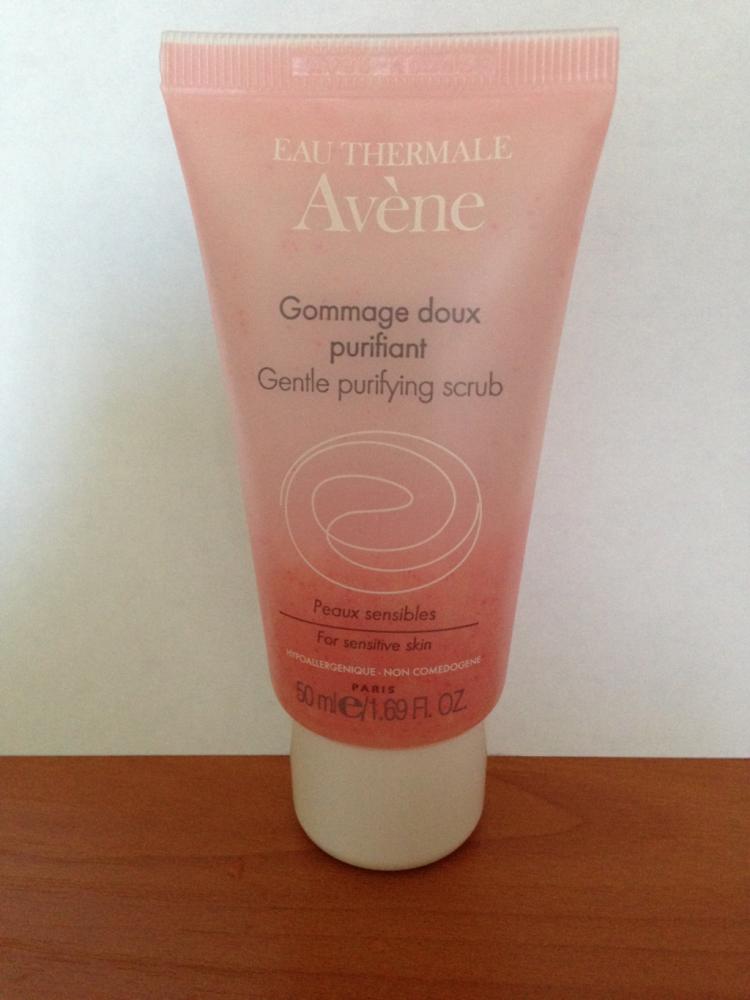 EAU THERMALE
Avène
Gommage doux
purifiant
Gentle purifying scrub
Peaux sensibles
For sensitive skin
HYPOALLERGENIQUE - NON COMEDOGENE
PARIS
50 ml e/1.69 Fl. OZ.